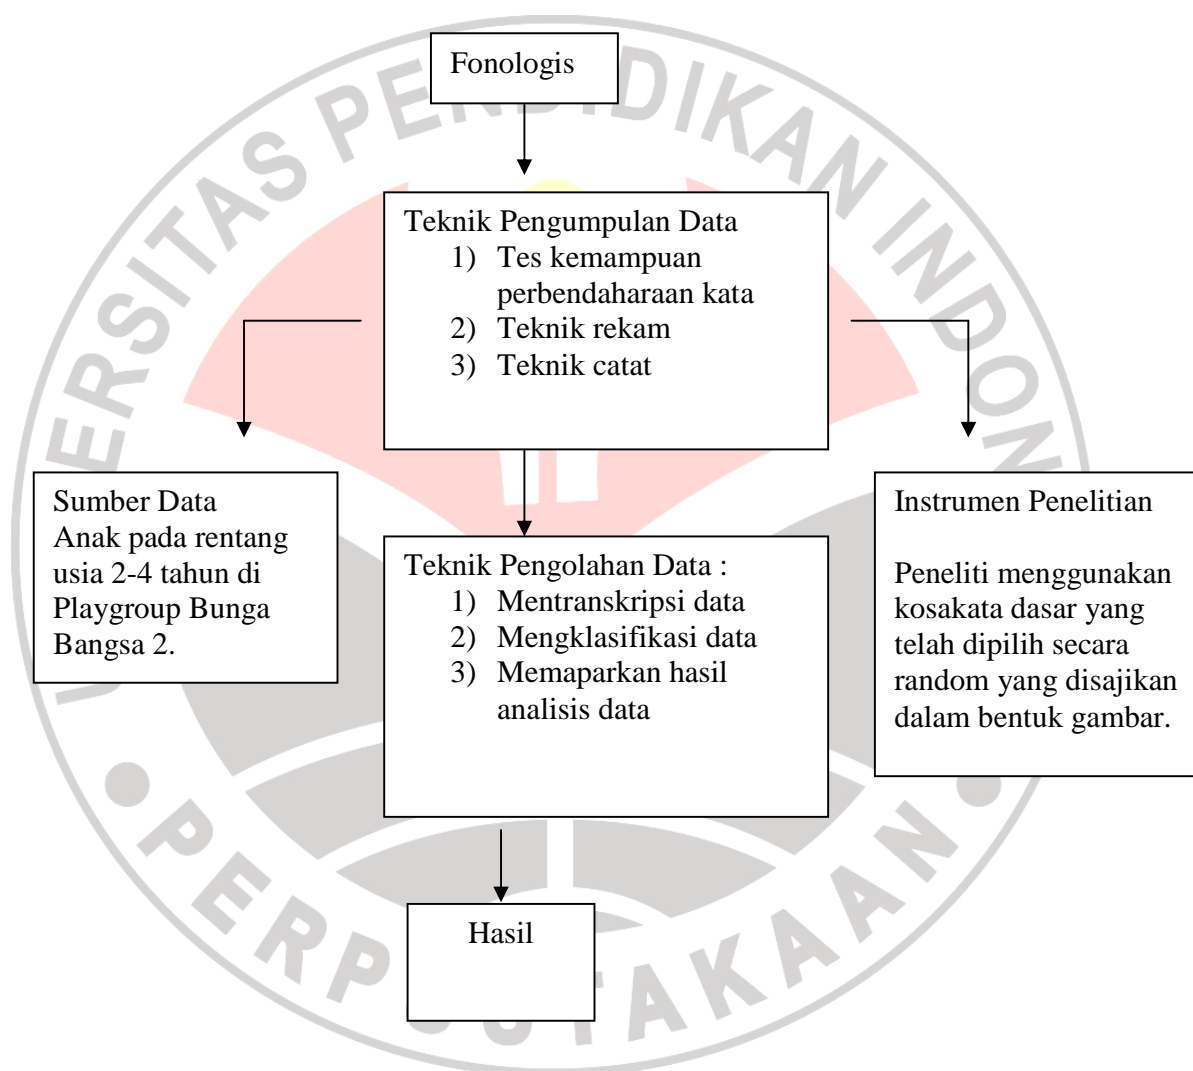 Fonologis
Teknik Pengumpulan Data
1) Tes kemampuan
perbendaharaan kata
2) Teknik rekam
3) Teknik catat
Sumber Data
Anak pada rentang
usia 2-4 tahun di
Playgroup Bunga
Bangsa 2.
Teknik Pengolahan Data :
1) Mentranskripsi data
2) Mengklasifikasi data
3) Memaparkan hasil
analisis data
Instrumen Penelitian
Peneliti menggunakan
kosakata dasar yang
telah dipilih secara
random yang disajikan
dalam bentuk gambar.
Hasil